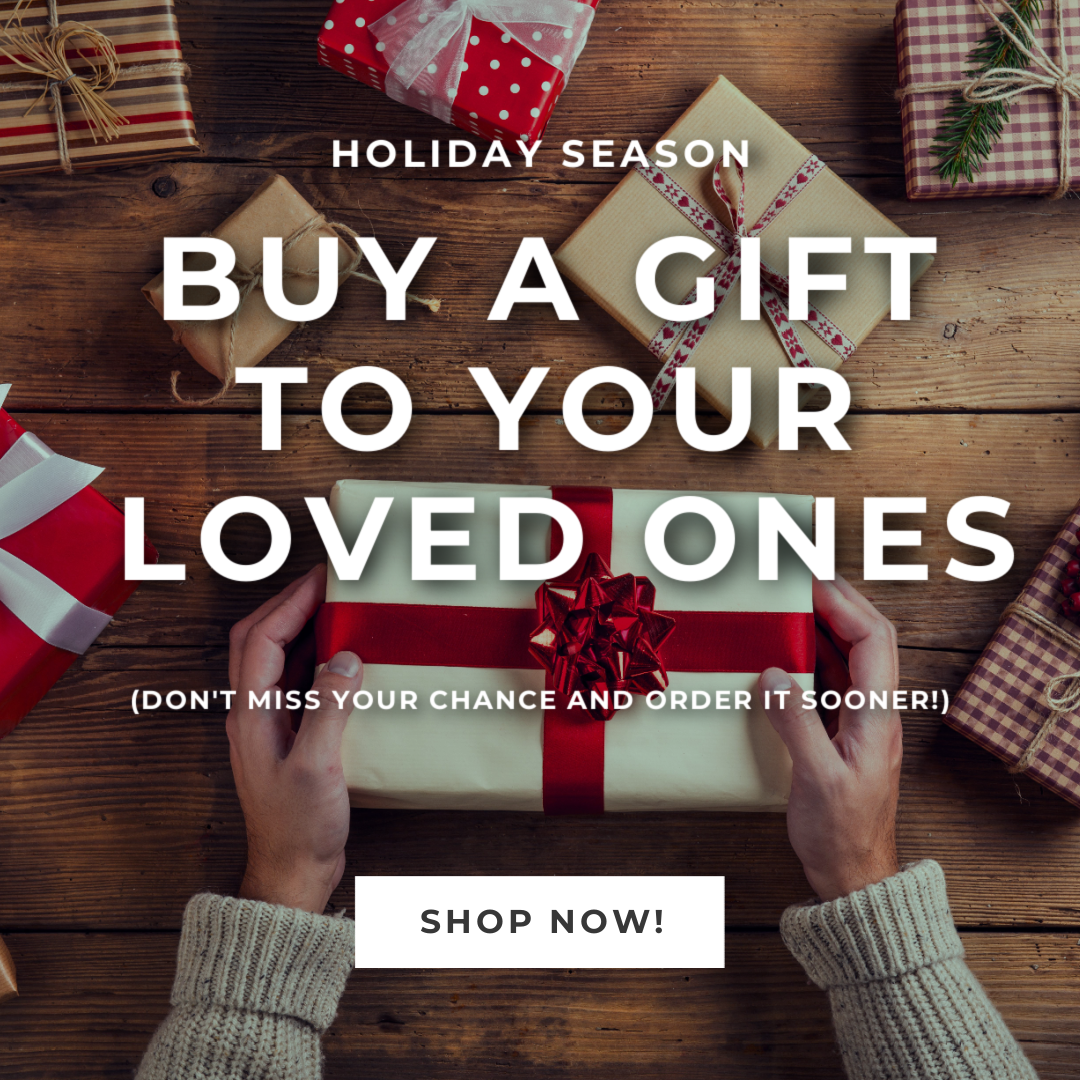 HOLIDAY SEASON
BUY A GIFT
TO YOUR
LOVED ONES
(DON'T MISS YOUR CHANCE AND ORDER IT SOONER!)
SHOP NOW!